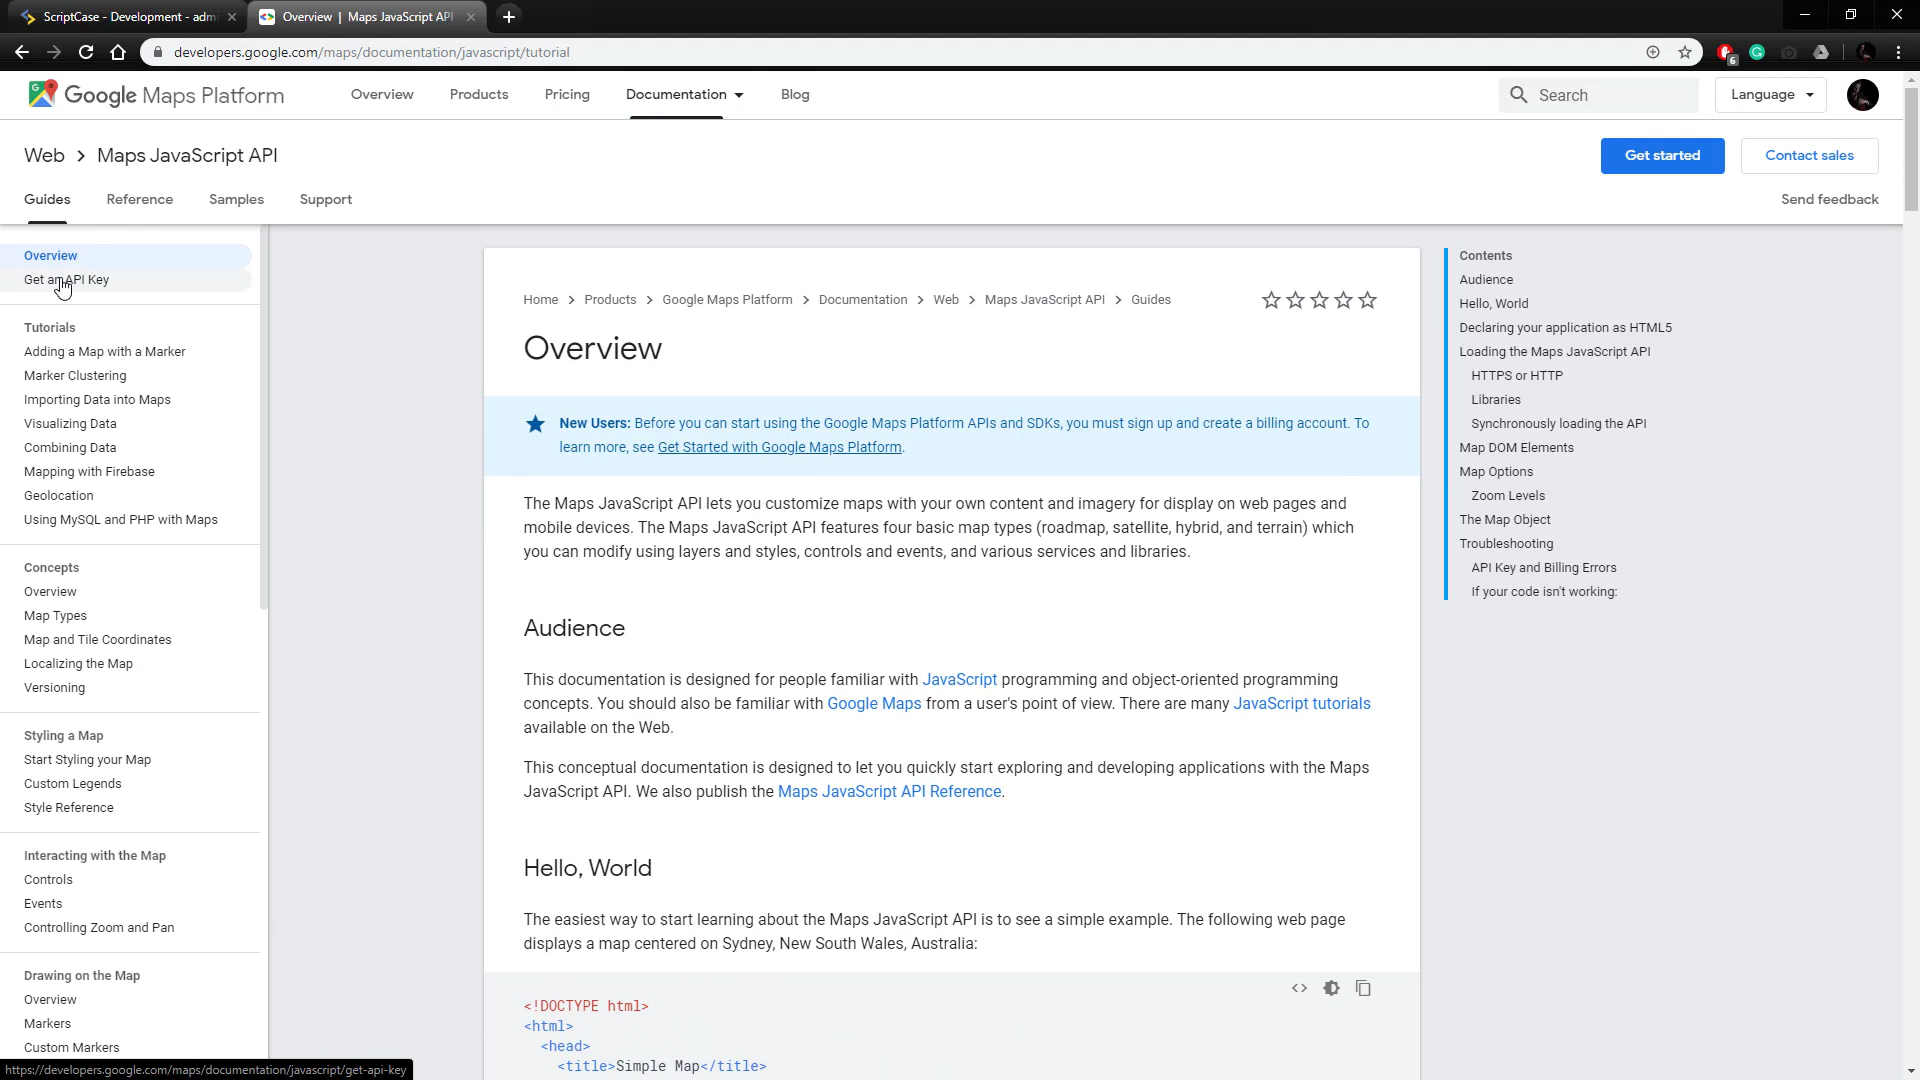 ScriptCase - Development - adm
Overview | Maps JavaScript API
developers.google.com/maps/documentation/javascript/tutorial
6
Google Maps Platform
Overview
Products
Pricing
Documentation
Blog
Search
Language
Web > Maps JavaScript API
Get started
Contact sales
Guides
Reference
Samples
Support
Send feedback
Overview
Get an API Key
Tutorials
Adding a Map with a Marker
Marker Clustering
Importing Data into Maps
Visualizing Data
Combining Data
Mapping with Firebase
Geolocation
Using MySQL and PHP with Maps
Concepts
Overview
Map Types
Map and Tile Coordinates
Localizing the Map
Versioning
Styling a Map
Start Styling your Map
Custom Legends
Style Reference
Interacting with the Map
Controls
Events
Controlling Zoom and Pan
Drawing on the Map
Overview
Markers
Custom Markers
https://developers.google.com/maps/documentation/javascript/get-api-key
Home > Products > Google Maps Platform > Documentation > Web > Maps JavaScript API > Guides
Overview
New Users: Before you can start using the Google Maps Platform APIs and SDKs, you must sign up and create a billing account. To
learn more, see Get Started with Google Maps Platform.
The Maps JavaScript API lets you customize maps with your own content and imagery for display on web pages and
mobile devices. The Maps JavaScript API features four basic map types (roadmap, satellite, hybrid, and terrain) which
you can modify using layers and styles, controls and events, and various services and libraries.
Audience
This documentation is designed for people familiar with JavaScript programming and object-oriented programming
concepts. You should also be familiar with Google Maps from a user's point of view. There are many JavaScript tutorials
available on the Web.
This conceptual documentation is designed to let you quickly start exploring and developing applications with the Maps
JavaScript API. We also publish the Maps JavaScript API Reference.
Hello, World
The easiest way to start learning about the Maps JavaScript API is to see a simple example. The following web page
displays a map centered on Sydney, New South Wales, Australia:
<!DOCTYPE html>
<html>
<head>
<title>Simple Map</title>
Contents
Audience
Hello, World
Declaring your application as HTML5
Loading the Maps JavaScript API
HTTPS or HTTP
Libraries
Synchronously loading the API
Map DOM Elements
Map Options
Zoom Levels
The Map Object
Troubleshooting
API Key and Billing Errors
If your code isn't working: